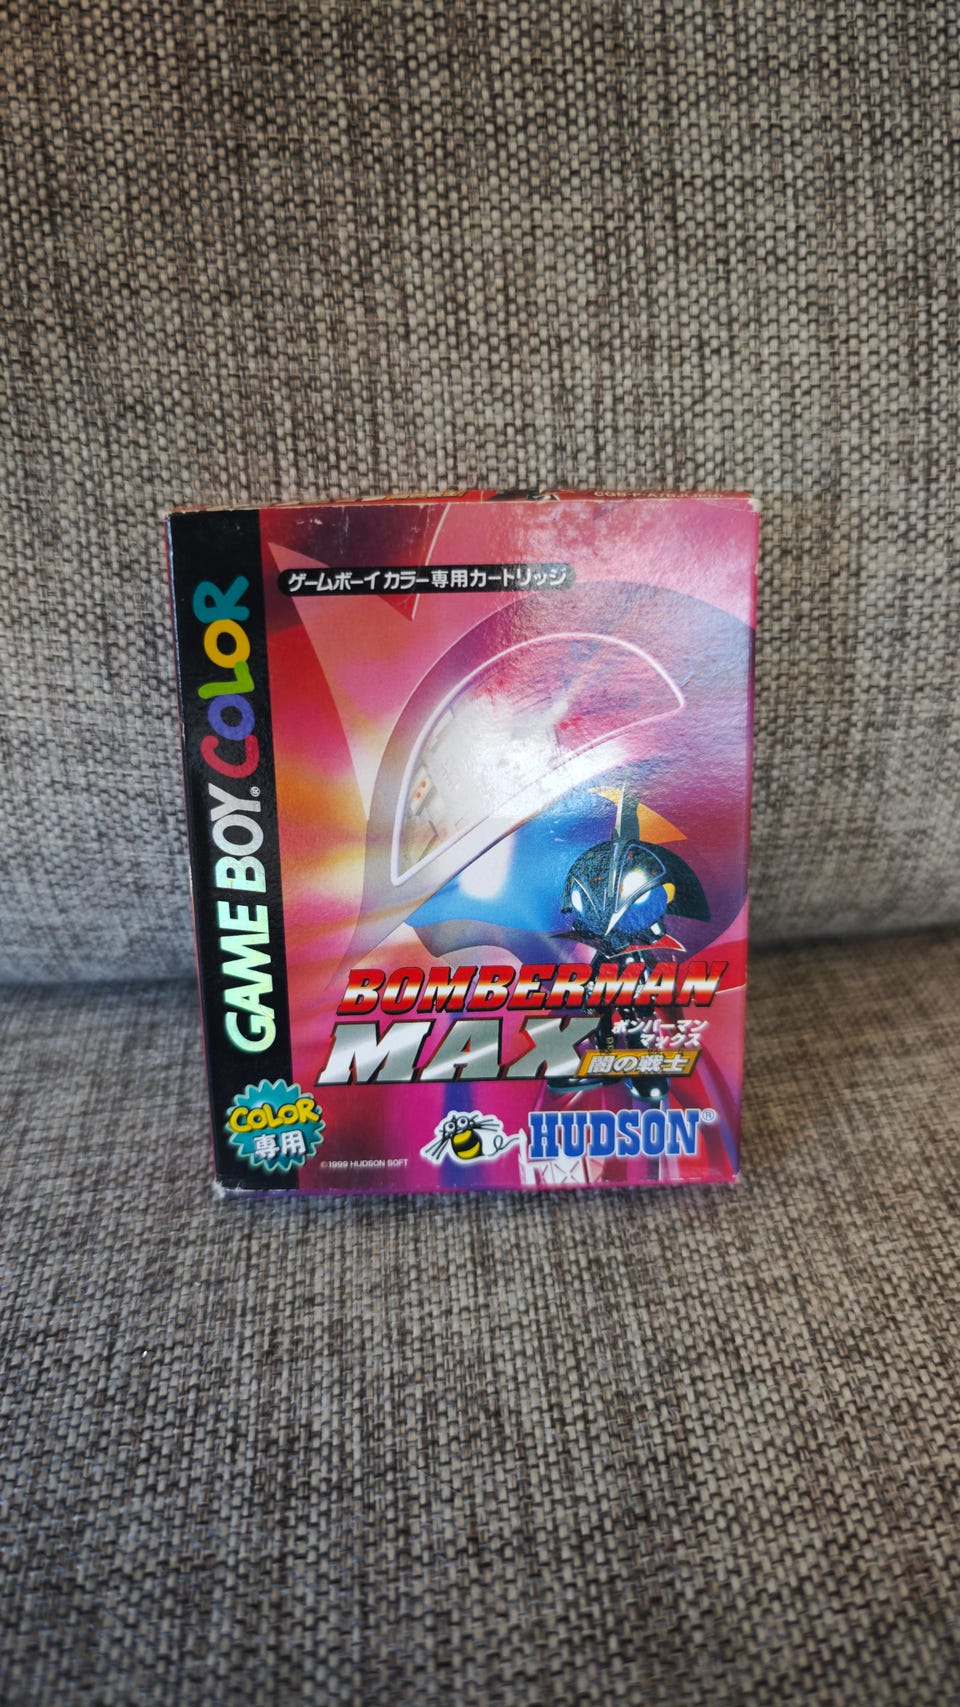 ゲームボーイカラー専用カートリッジ
GAME BOY® COLOR
BOMBERMAN
MAX
ボンバーマン
マックス
闇の戦士
COLOR
専用
HUDSON®
©1999 HUDSON SOFT